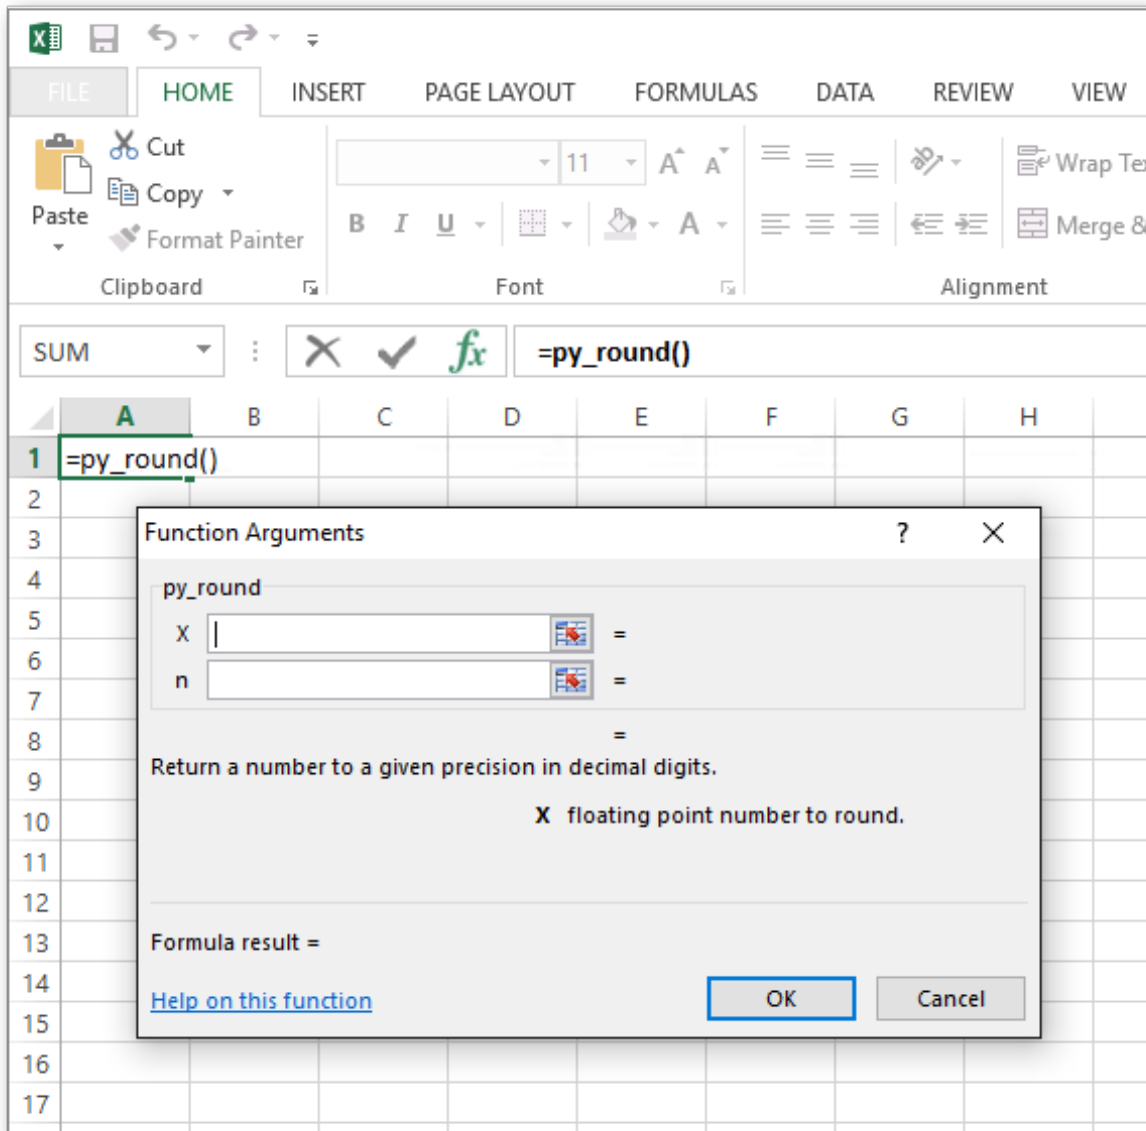 FILE HOME INSERT PAGE LAYOUT FORMULAS DATA REVIEW VIEW
Paste
Cut
Copy
Format Painter
Clipboard
11
A A
B I U A
Font
Wrap Tex
Merge &
Alignment
SUM fx =py_round()
A B C D E F G H
1 =py_round()
2
3
4
5
6
7
8
9
10
11
12
13
14
15
16
17
Function Arguments ? X
py_round
X =
n =
=
Return a number to a given precision in decimal digits.
X floating point number to round.
Formula result =
Help on this function
OK Cancel